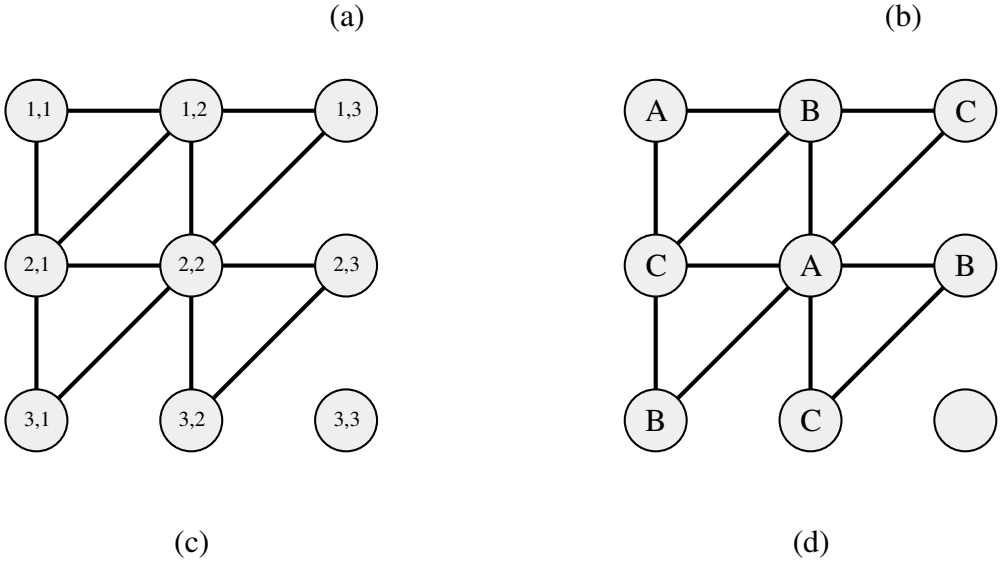 (a) (b)
1,1 1,2 1,3 A B C
2,1 2,2 2,3 C A B
3,1 3,2 3,3 B C
(c) (d)